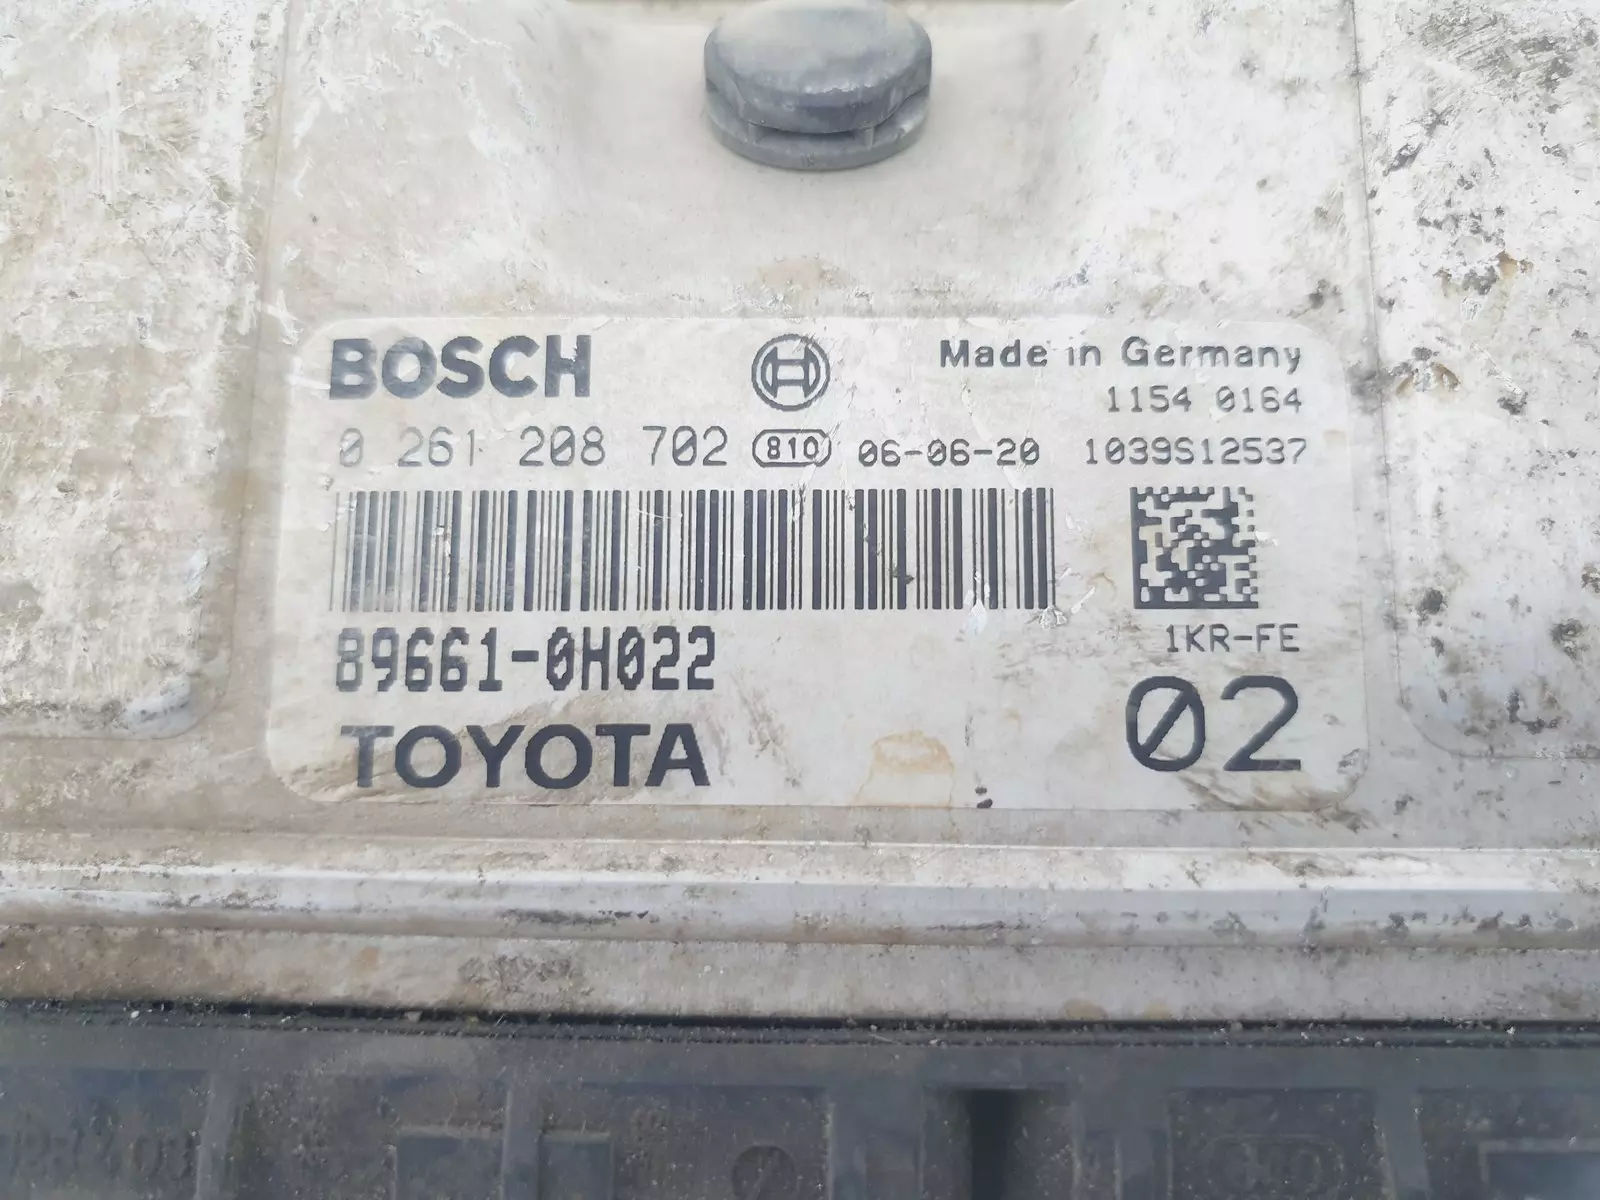 BOSCH
Made in Germany
1154 0164
0 261 208 702 810 06-06-20 1039S12537
89661-0H022
1KR-FE
TOYOTA
02